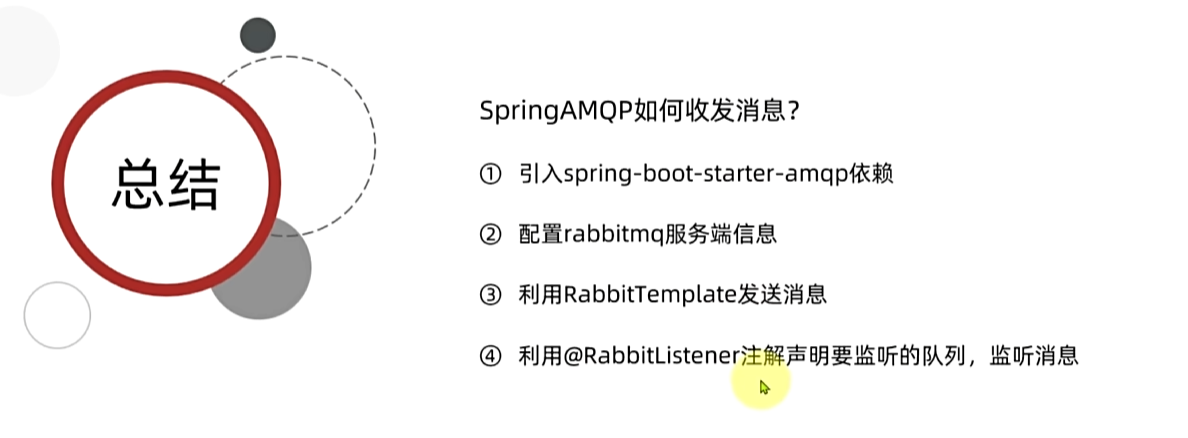 总结
SpringAMQP如何收发消息？
① 引入spring-boot-starter-amqp依赖
② 配置rabbitmq服务端信息
③ 利用RabbitTemplate发送消息
④ 利用@RabbitListener注解声明要监听的队列，监听消息